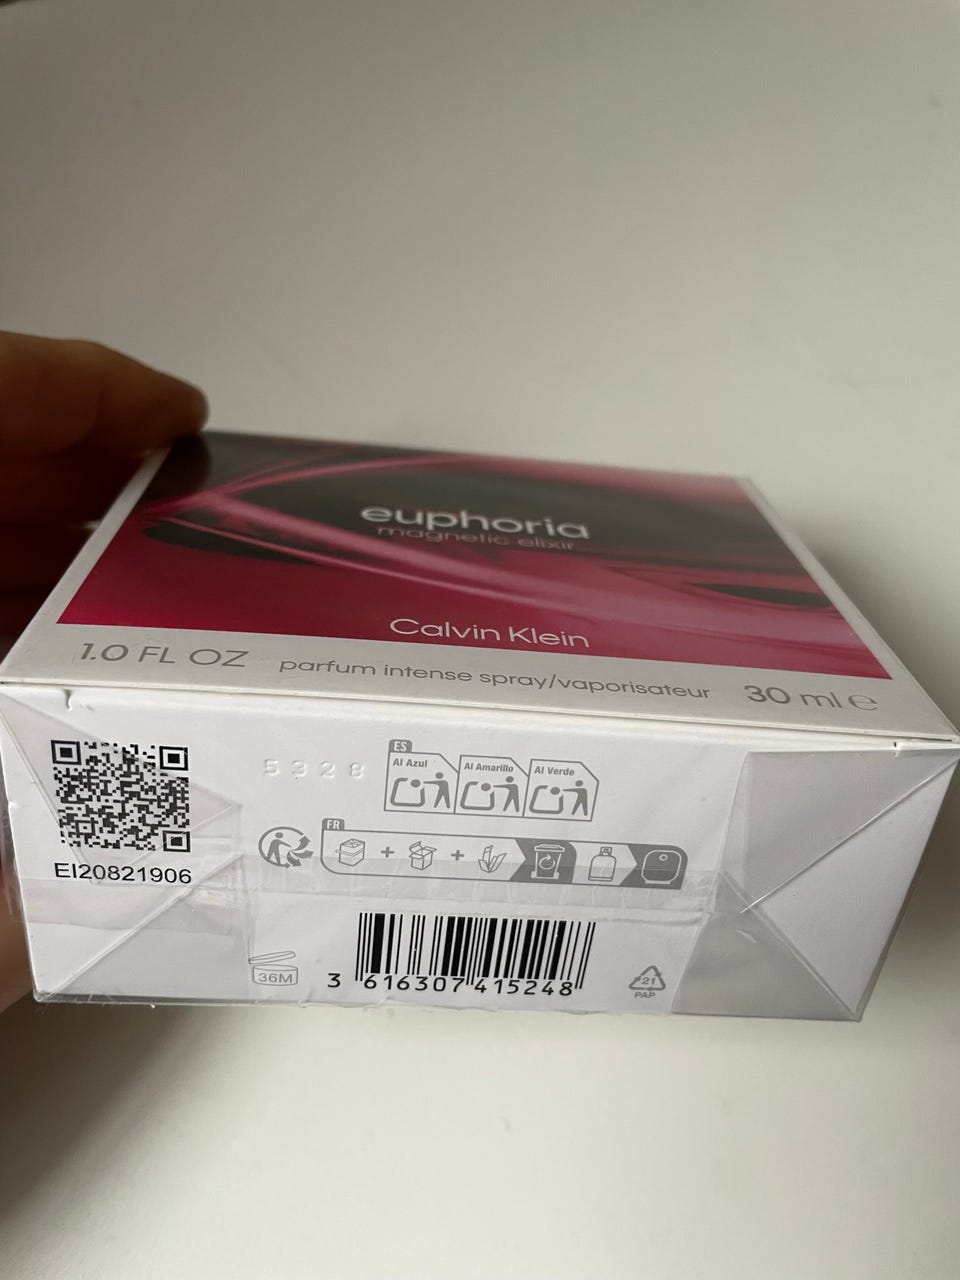 euphoria
magnetic elixir
Calvin Klein
1.0 FL OZ parfum intense spray/vaporisateur 30 ml e
EI20821906
5328
ES
Al Azul Al Amarillo Al Verde
FR
36M
3 616307 415248
21
PAP